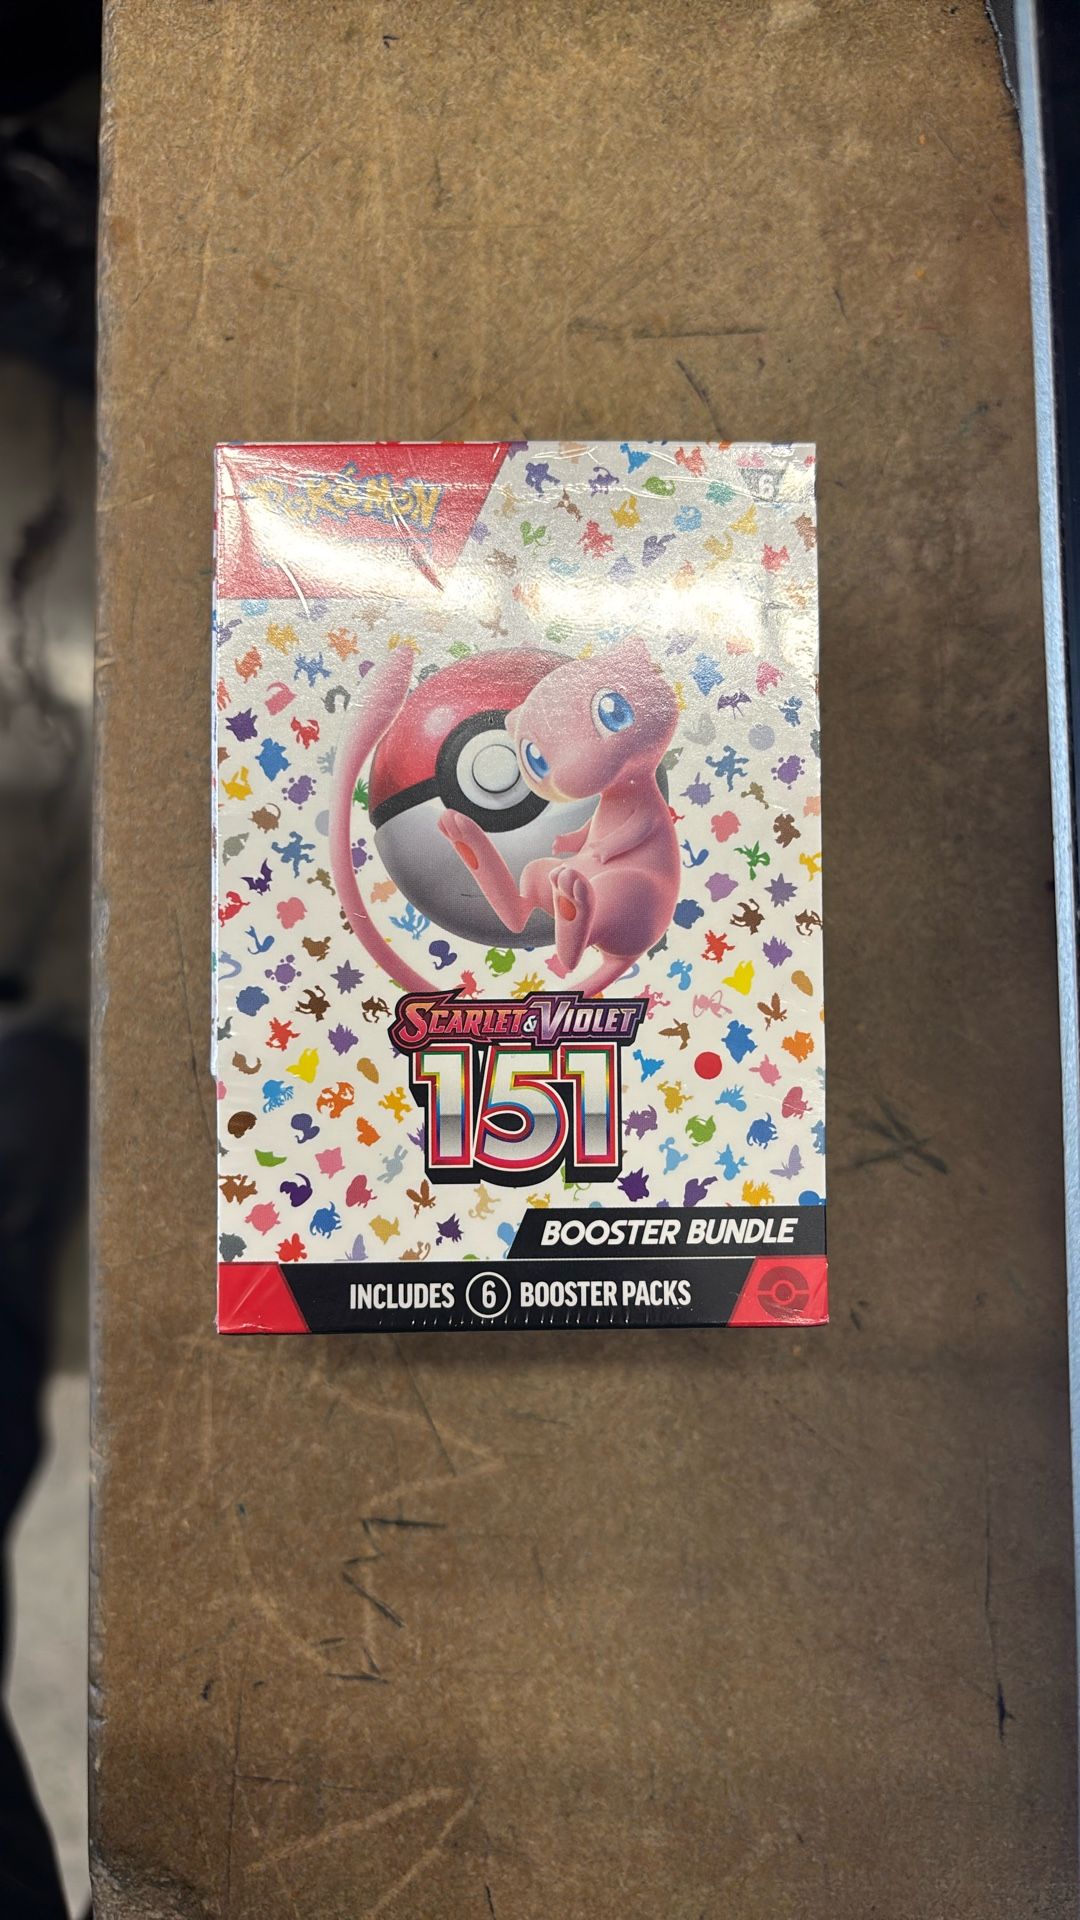 POKÉMON
6
SCARLET & VIOLET
151
BOOSTER BUNDLE
INCLUDES 6 BOOSTER PACKS